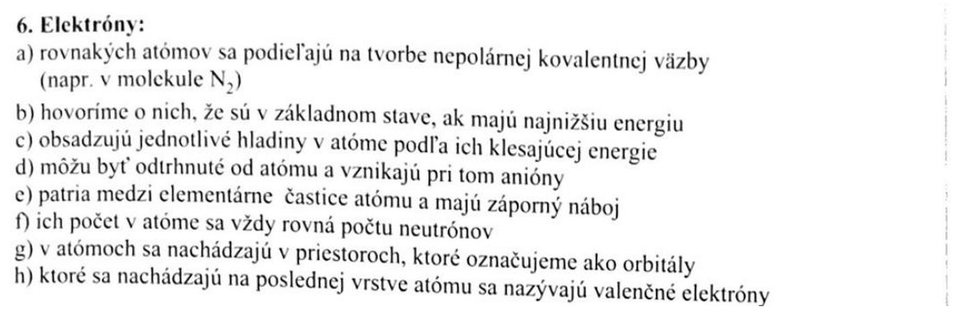 6. Elektróny:
a) rovnakých atómov sa podieľajú na tvorbe nepolárnej kovalentnej väzby
(napr. v molekule N₂)
b) hovoríme o nich, že sú v základnom stave, ak majú najnižšiu energiu
c) obsadzujú jednotlivé hladiny v atóme podľa ich klesajúcej energie
d) môžu byť odtrhnuté od atómu a vznikajú pri tom anióny
e) patria medzi elementárne častice atómu a majú záporný náboj
f) ich počet v atóme sa vždy rovná počtu neutrónov
g) v atómoch sa nachádzajú v priestoroch, ktoré označujeme ako orbitály
h) ktoré sa nachádzajú na poslednej vrstve atómu sa nazývajú valenčné elektróny